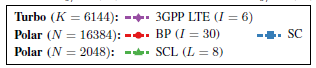 Turbo (K = 6144): 3GPP LTE (I = 6)
Polar (N = 16384): BP (I = 30) SC
Polar (N = 2048): SCL (L = 8)